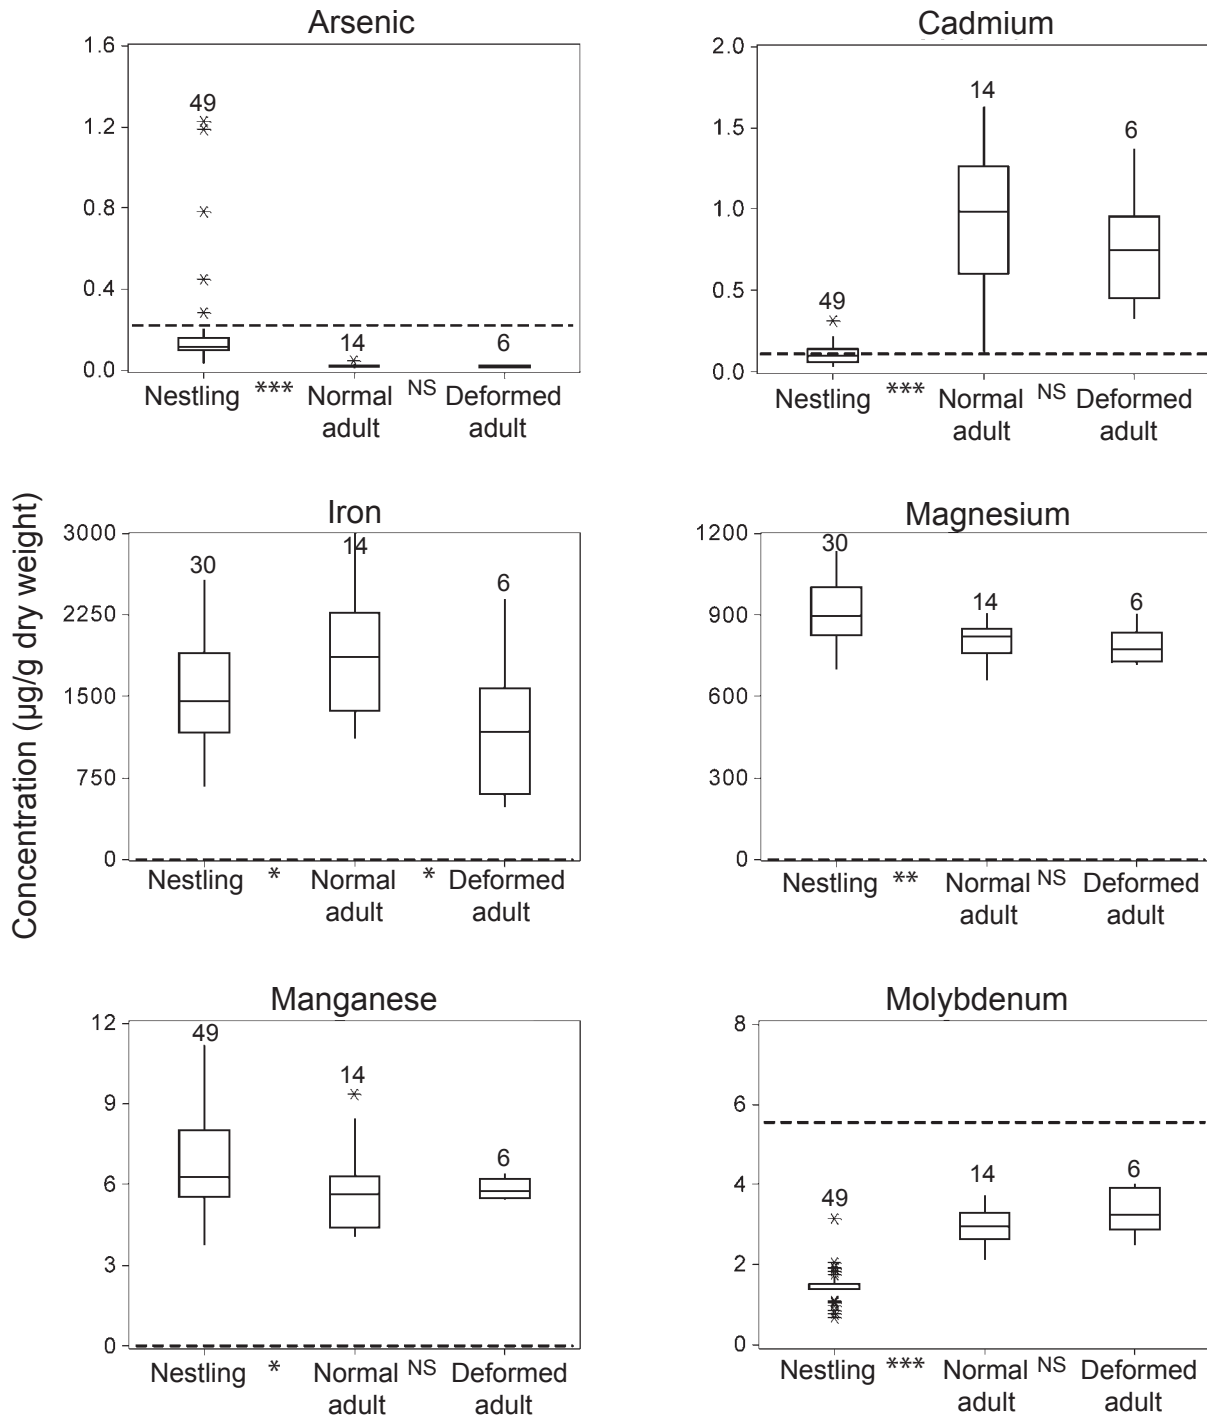 Concentration (µg/g dry weight)
Arsenic
1.6
1.2
0.8
0.4
0.0
49
14
6
Nestling *** Normal NS Deformed
adult adult
Cadmium
2.0
1.5
1.0
0.5
0.0
49
14
6
Nestling *** Normal NS Deformed
adult adult
Iron
3000
2250
1500
750
0
30
14
6
Nestling * Normal * Deformed
adult adult
Magnesium
1200
900
600
300
0
30
14
6
Nestling ** Normal NS Deformed
adult adult
Manganese
12
9
6
3
0
49
14
6
Nestling * Normal NS Deformed
adult adult
Molybdenum
8
6
4
2
0
49
14
6
Nestling *** Normal NS Deformed
adult adult